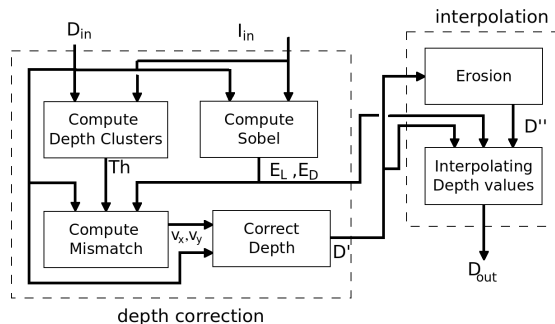 interpolation
D_in
I_in
Erosion
Compute
Depth Clusters
Compute
Sobel
D''
Th
E_L ,E_D
Interpolating
Depth values
Compute
Mismatch
v_x,v_y
Correct
Depth
D'
D_out
depth correction